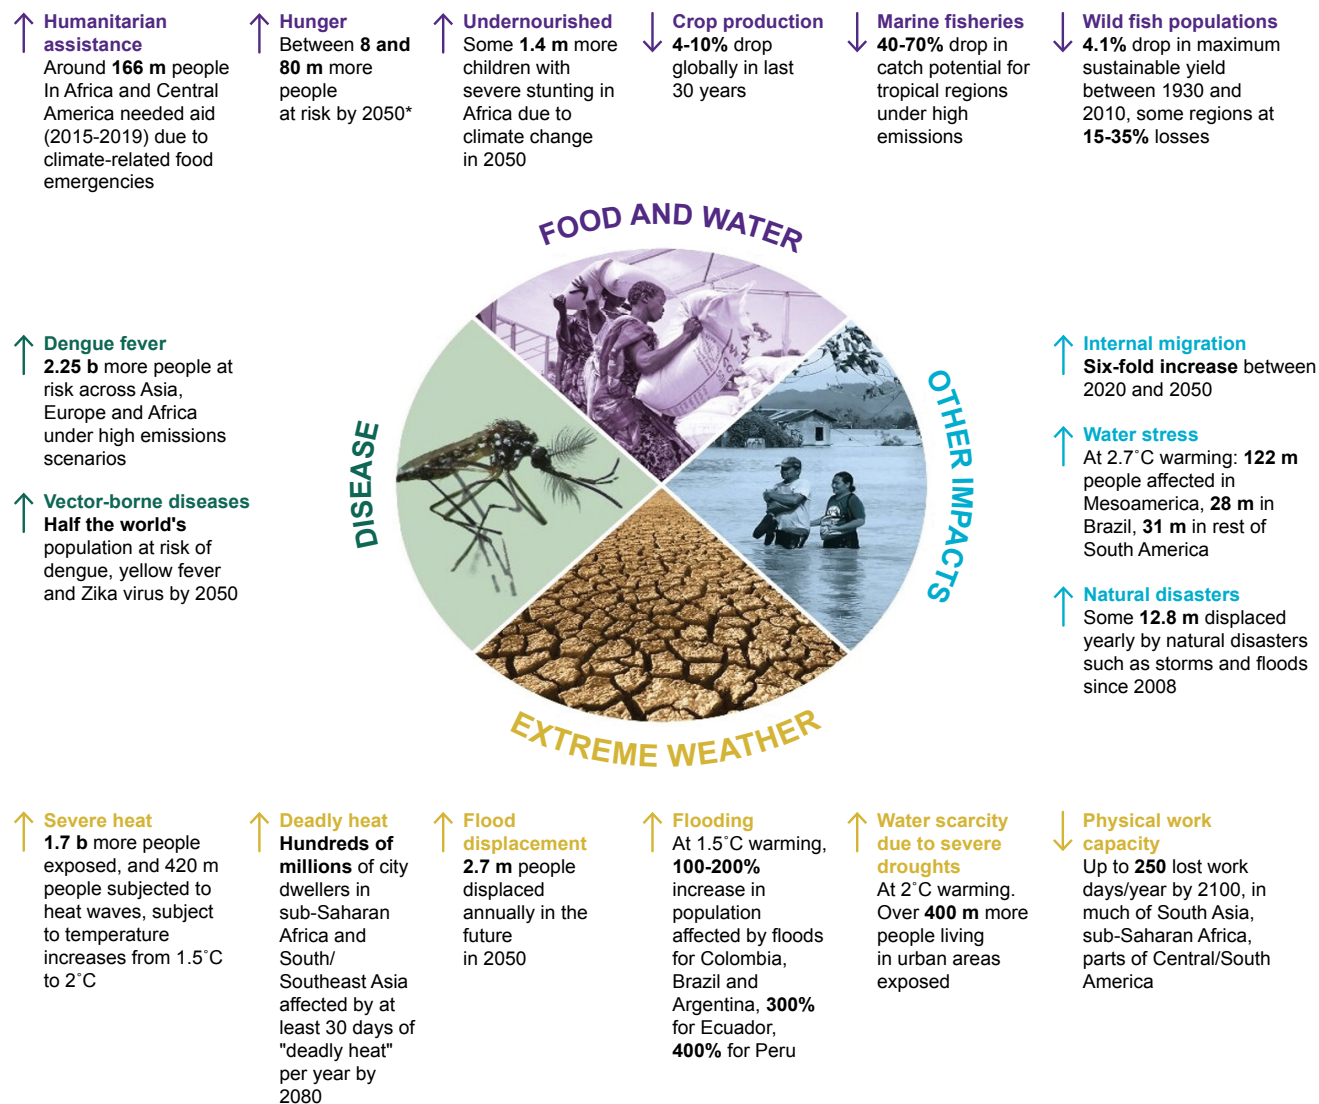 Humanitarian
assistance
Around 166 m people
In Africa and Central
America needed aid
(2015-2019) due to
climate-related food
emergencies
Hunger
Between 8 and
80 m more
people
at risk by 2050*
Undernourished
Some 1.4 m more
children with
severe stunting in
Africa due to
climate change
in 2050
Crop production
4-10% drop
globally in last
30 years
Marine fisheries
40-70% drop in
catch potential for
tropical regions
under high
emissions
Wild fish populations
4.1% drop in maximum
sustainable yield
between 1930 and
2010, some regions at
15-35% losses
FOOD AND WATER
Dengue fever
2.25 b more people at
risk across Asia,
Europe and Africa
under high emissions
scenarios
Vector-borne diseases
Half the world's
population at risk of
dengue, yellow fever
and Zika virus by 2050
DISEASE
OTHER IMPACTS
Internal migration
Six-fold increase between
2020 and 2050
Water stress
At 2.7˚C warming: 122 m
people affected in
Mesoamerica, 28 m in
Brazil, 31 m in rest of
South America
Natural disasters
Some 12.8 m displaced
yearly by natural disasters
such as storms and floods
since 2008
EXTREME WEATHER
Severe heat
1.7 b more people
exposed, and 420 m
people subjected to
heat waves, subject
to temperature
increases from 1.5˚C
to 2˚C
Deadly heat
Hundreds of
millions of city
dwellers in
sub-Saharan
Africa and
South/
Southeast Asia
affected by at
least 30 days of
"deadly heat"
per year by
2080
Flood
displacement
2.7 m people
displaced
annually in the
future
in 2050
Flooding
At 1.5˚C warming,
100-200%
increase in
population
affected by floods
for Colombia,
Brazil and
Argentina, 300%
for Ecuador,
400% for Peru
Water scarcity
due to severe
droughts
At 2˚C warming.
Over 400 m more
people living
in urban areas
exposed
Physical work
capacity
Up to 250 lost work
days/year by 2100, in
much of South Asia,
sub-Saharan Africa,
parts of Central/South
America